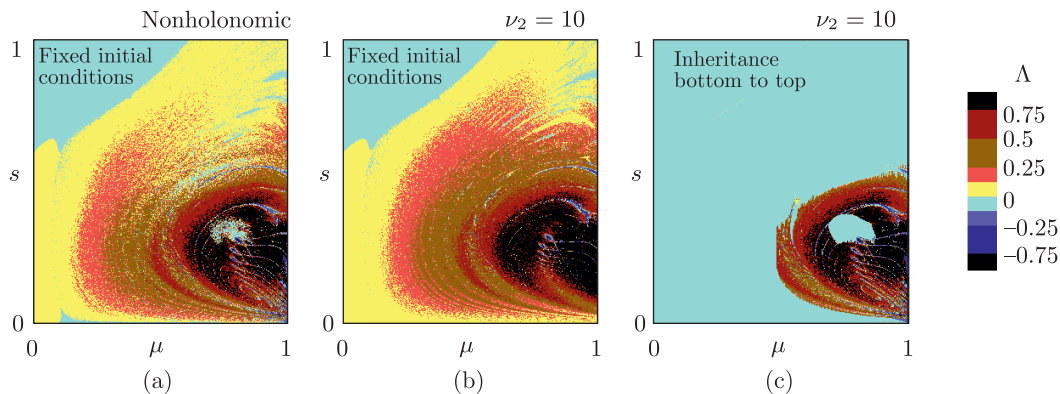 Nonholonomic
ν₂ = 10
ν₂ = 10
1
Fixed initial
conditions
s
0
0
μ
1
(a)
1
Fixed initial
conditions
s
0
0
μ
1
(b)
1
Inheritance
bottom to top
s
0
0
μ
1
(c)
Λ
0.75
0.5
0.25
0
–0.25
–0.75